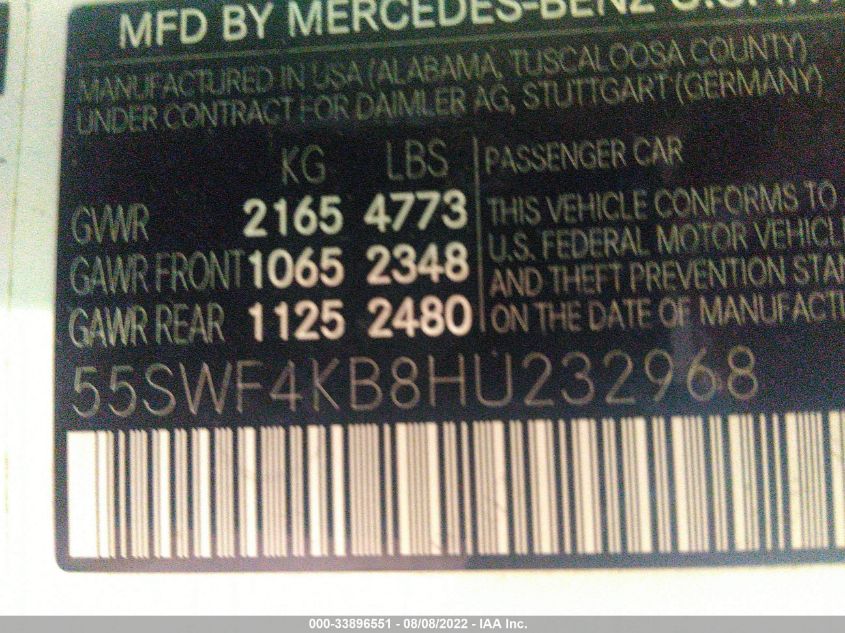 MFD BY MERCEDES-BENZ U.S.
MANUFACTURED IN USA (ALABAMA, TUSCALOOSA COUNTY)
UNDER CONTRACT FOR DAIMLER AG, STUTTGART (GERMANY)
KG LBS
GVWR 2165 4773
GAWR FRONT 1065 2348
GAWR REAR 1125 2480
PASSENGER CAR
THIS VEHICLE CONFORMS TO
U.S. FEDERAL MOTOR VEHICLE
AND THEFT PREVENTION STAN
ON THE DATE OF MANUFACTU
55SWF4KB8HU232968
000-33896551 - 08/08/2022 - IAA Inc.